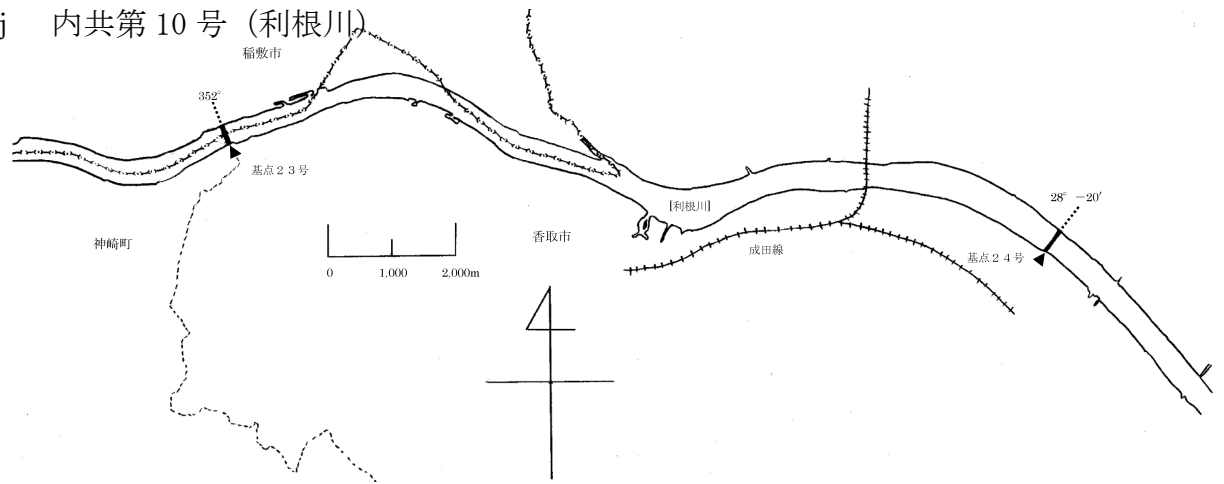 j 内共第 10 号 (利根川)
稲敷市
352°
基点２３号
神崎町
0 1,000 2,000m
香取市
[利根川]
成田線
28° －20′
基点２４号